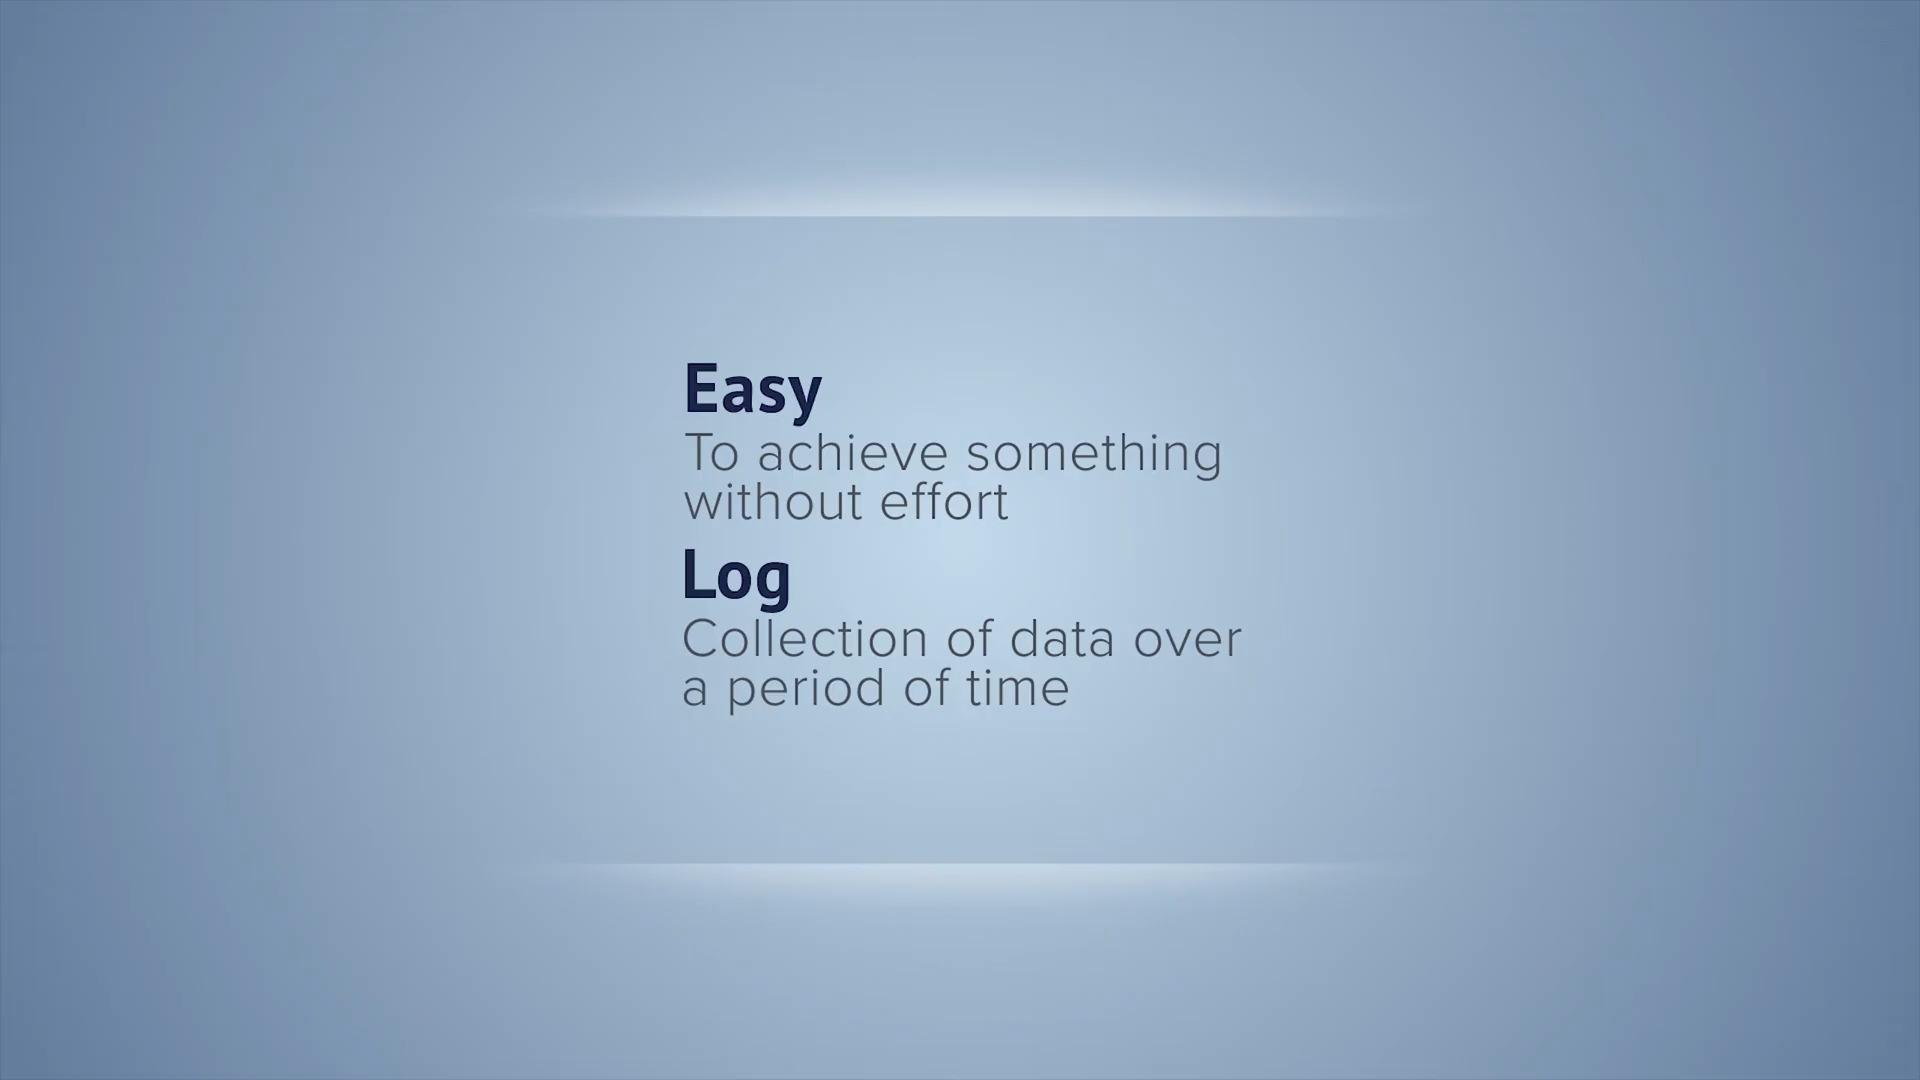 Easy
To achieve something
without effort
Log
Collection of data over
a period of time